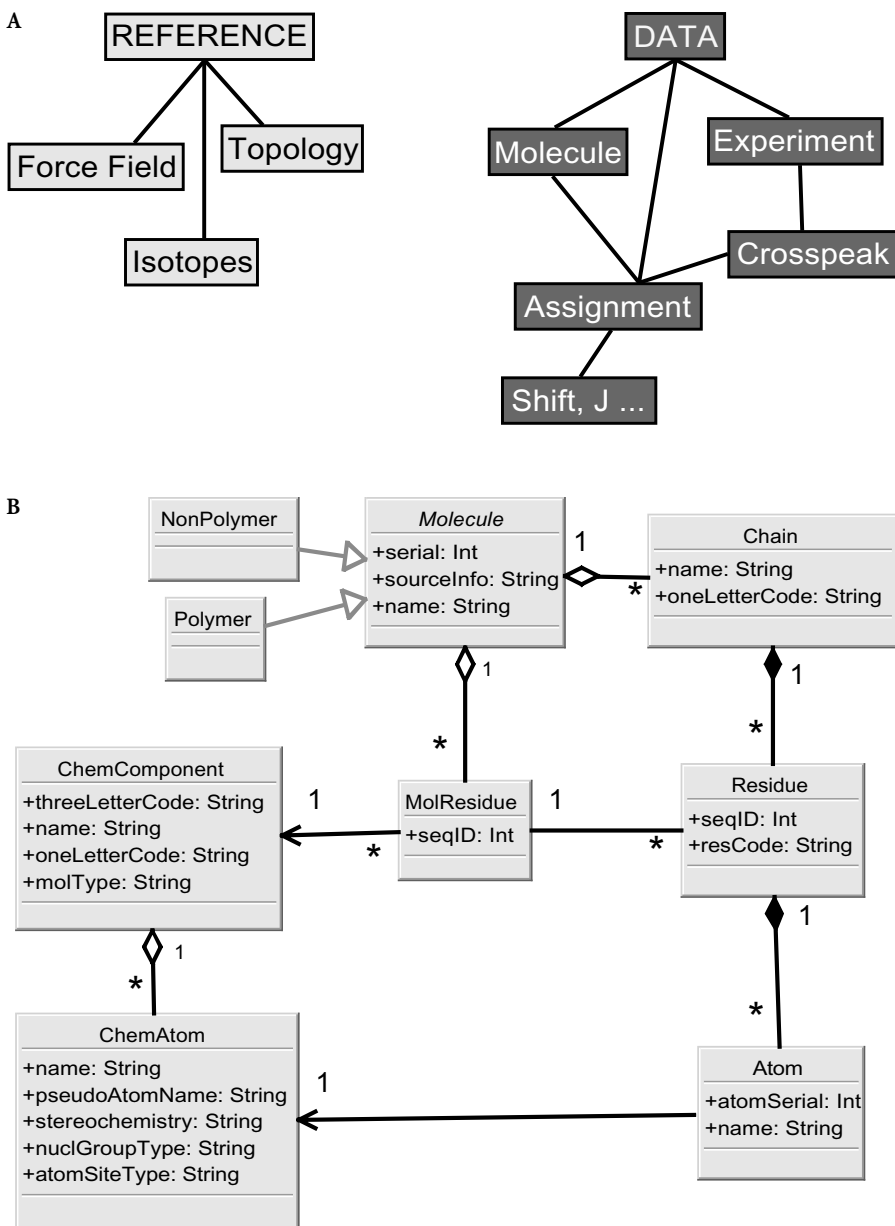 A
REFERENCE
Force Field
Topology
Isotopes
DATA
Molecule
Experiment
Crosspeak
Assignment
Shift, J ...
B
NonPolymer
Polymer
Molecule
+serial: Int
+sourceInfo: String
+name: String
1
*
Chain
+name: String
+oneLetterCode: String
1
*
1
*
ChemComponent
+threeLetterCode: String
+name: String
+oneLetterCode: String
+molType: String
1
*
MolResidue
+seqID: Int
1
*
Residue
+seqID: Int
+resCode: String
1
*
1
*
ChemAtom
+name: String
+pseudoAtomName: String
+stereochemistry: String
+nuclGroupType: String
+atomSiteType: String
1
Atom
+atomSerial: Int
+name: String